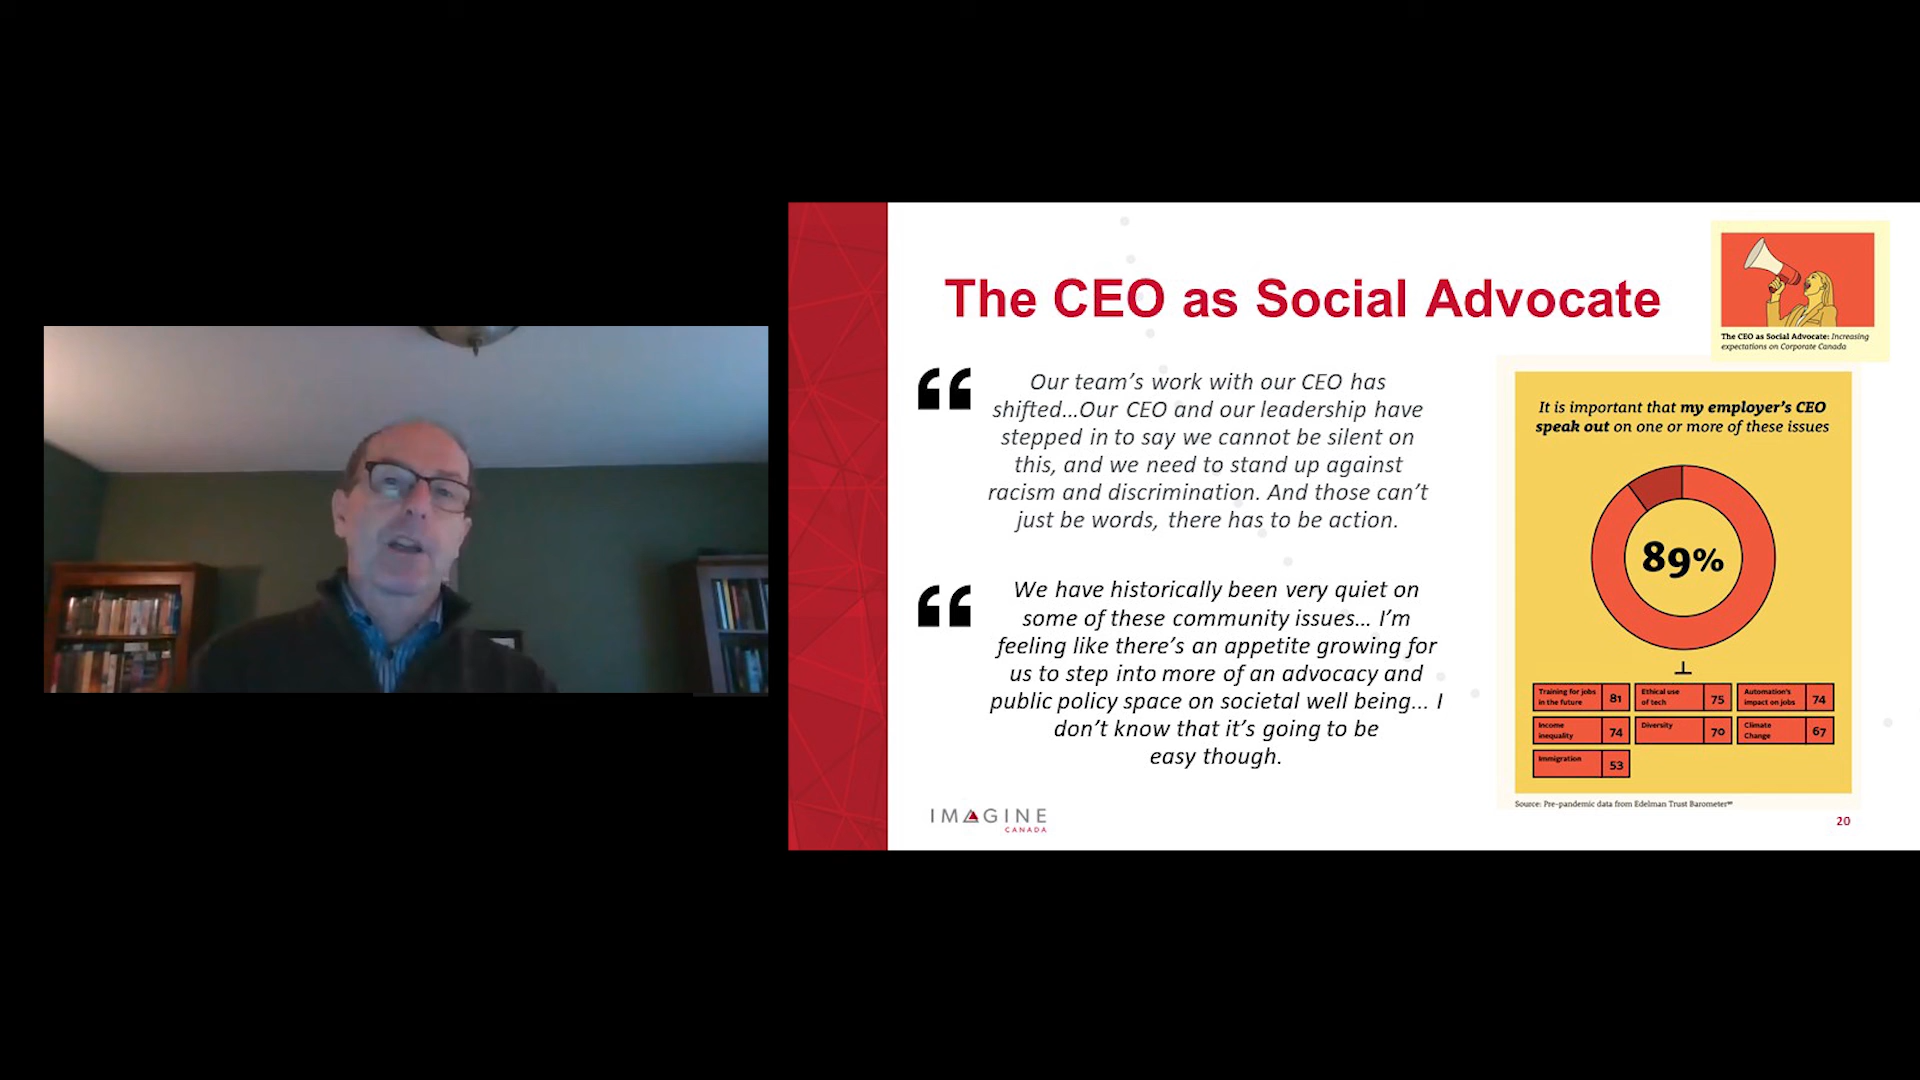 The CEO as Social Advocate
The CEO as Social Advocate: Increasing
expectations on Corporate Canada
“ Our team’s work with our CEO has
shifted…Our CEO and our leadership have
stepped in to say we cannot be silent on
this, and we need to stand up against
racism and discrimination. And those can’t
just be words, there has to be action.
“ We have historically been very quiet on
some of these community issues… I’m
feeling like there’s an appetite growing for
us to step into more of an advocacy and
public policy space on societal well being… I
don’t know that it’s going to be
easy though.
It is important that my employer’s CEO
speak out on one or more of these issues
89%
Training for jobs
in the future 81
Ethical use
of tech 75
Automation's
impact on jobs 74
Income
inequality 74
Diversity 70
Climate
Change 67
Immigration 53
Source: Pre-pandemic data from Edelman Trust Barometer
IMAGINE
CANADA
20